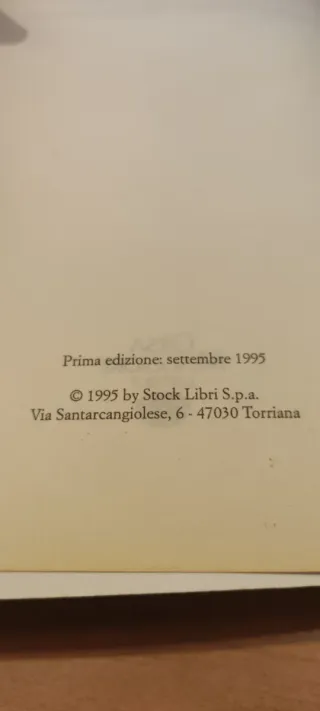 Prima edizione: settembre 1995
© 1995 by Stock Libri S.p.a.
Via Santarcangiolese, 6 - 47030 Torriana